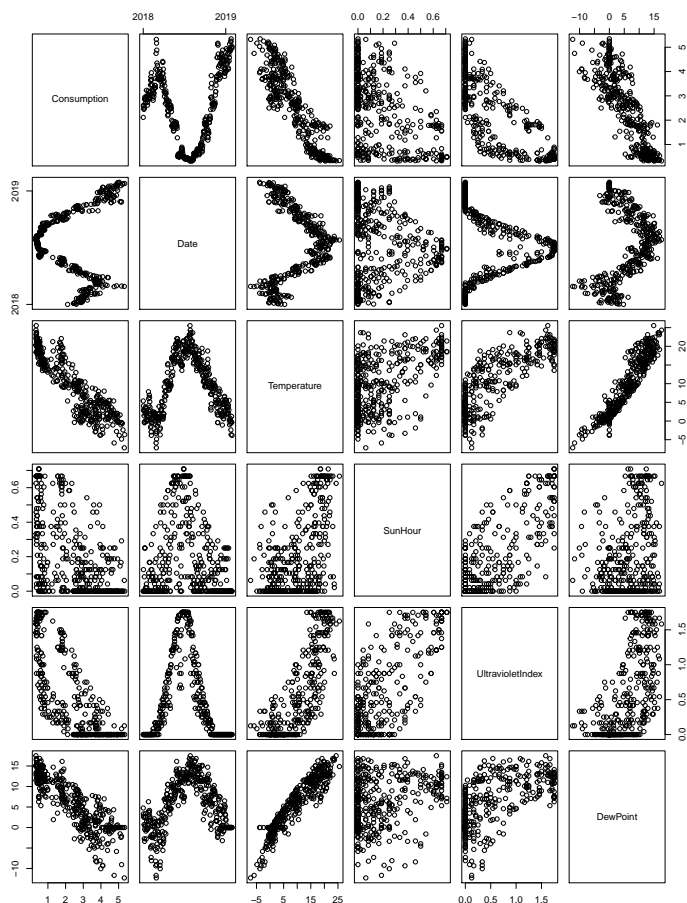 2018 2019
0.0 0.2 0.4 0.6
−10 0 5 15
Consumption
1 2 3 4 5
2018 2019
Date
Temperature
−5 0 5 10 20
0.0 0.2 0.4 0.6
SunHour
UltravioletIndex
0.0 0.5 1.0 1.5
−10 0 5 10 15
DewPoint
1 2 3 4 5
−5 5 15 25
0.0 0.5 1.0 1.5